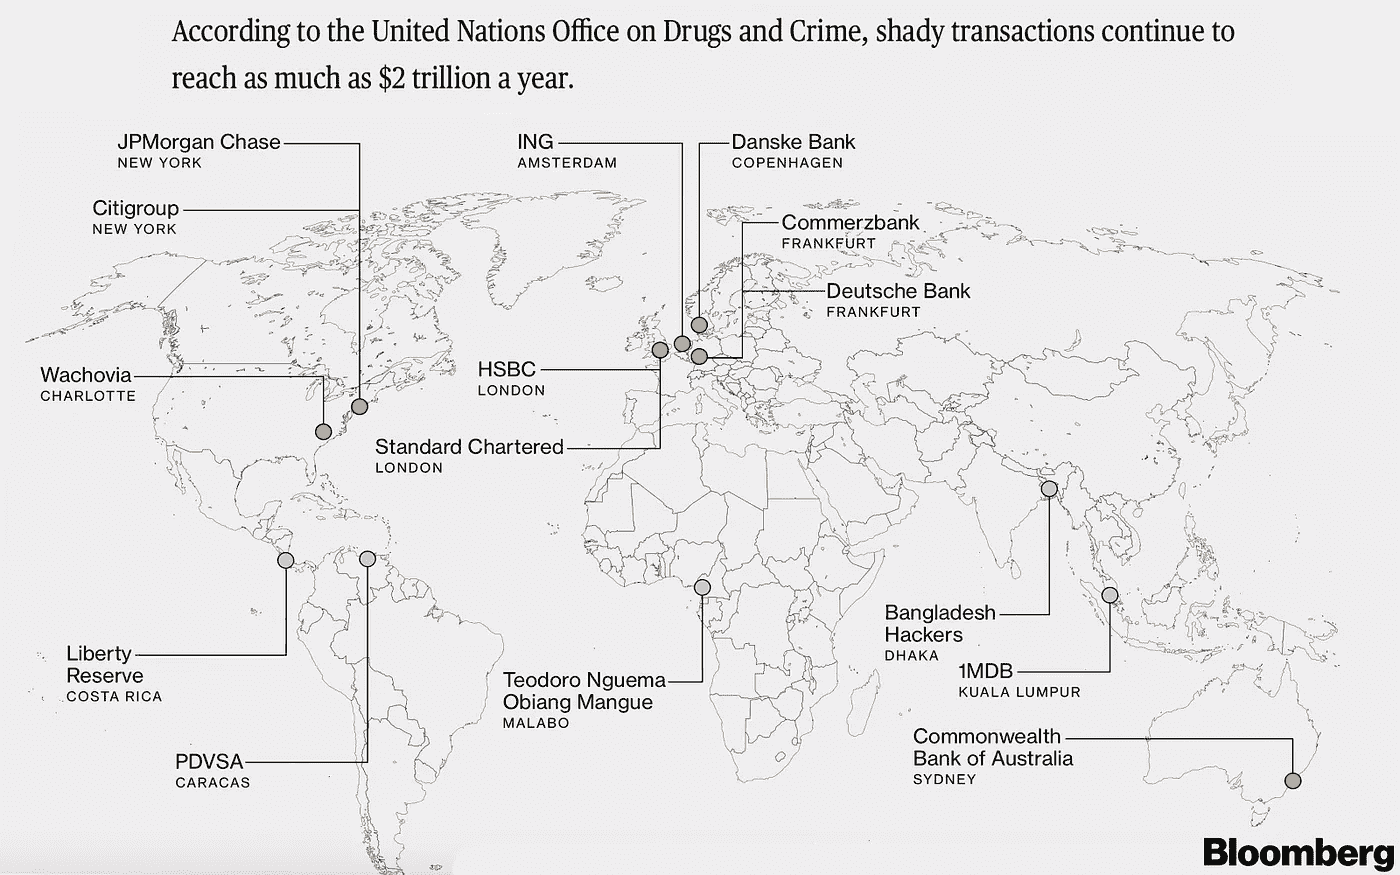 According to the United Nations Office on Drugs and Crime, shady transactions continue to
reach as much as $2 trillion a year.
JPMorgan Chase
NEW YORK
ING
AMSTERDAM
Danske Bank
COPENHAGEN
Citigroup
NEW YORK
Commerzbank
FRANKFURT
Deutsche Bank
FRANKFURT
Wachovia
CHARLOTTE
HSBC
LONDON
Standard Chartered
LONDON
Bangladesh
Hackers
DHAKA
Liberty
Reserve
COSTA RICA
1MDB
KUALA LUMPUR
Teodoro Nguema
Obiang Mangue
MALABO
Commonwealth
Bank of Australia
SYDNEY
PDVSA
CARACAS
Bloomberg